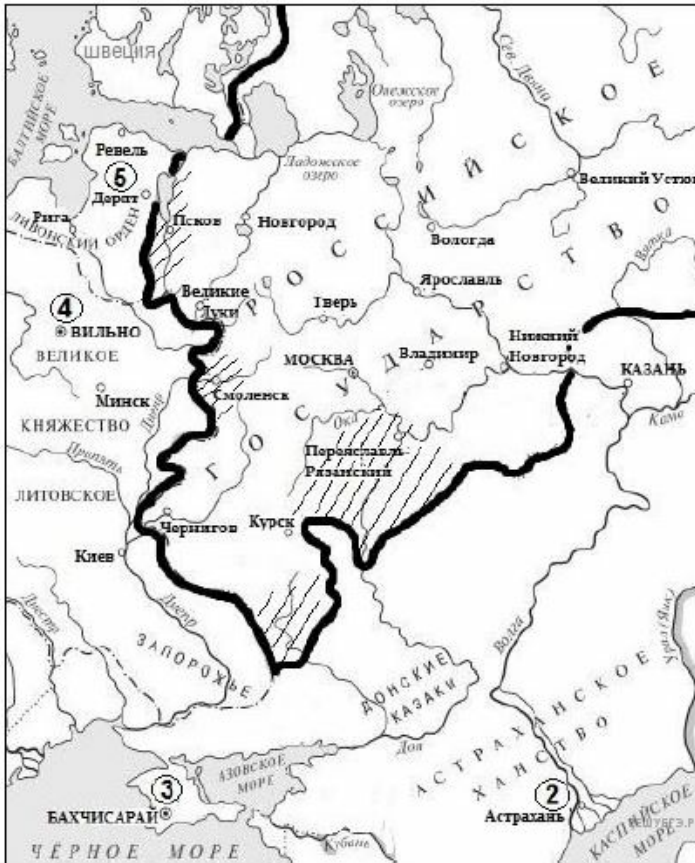 ШВЕЦИЯ
БАЛТИЙСКОЕ МОРЕ
Онежское озеро
Сев. Двина
Ревель
Ладожское озеро
5
Дерпт
Великий Устюг
Рига
Псков
Новгород
Вологда
ЛИВОНСКИЙ ОРДЕН
РОССИЙСКОЕ ГОСУДАРСТВО
Вятка
Великие Луки
Ярославль
4
Тверь
ВИЛЬНО
МОСКВА
Владимир
Нижний Новгород
КАЗАНЬ
ВЕЛИКОЕ
Минск
Смоленск
Днепр
КНЯЖЕСТВО
Ока
Кама
Переяславль Рязанский
Припять
ЛИТОВСКОЕ
Чернигов
Курск
Киев
Днепр
Днестр
Волга
Урал (Яик)
ЗАПОРОЖЬЕ
ДОНСКИЕ КАЗАКИ
Дон
АСТРАХАНСКОЕ ХАНСТВО
АЗОВСКОЕ МОРЕ
3
2
БАХЧИСАРАЙ
Астрахань
КАСПИЙСКОЕ МОРЕ
Кубань
ЧЁРНОЕ МОРЕ